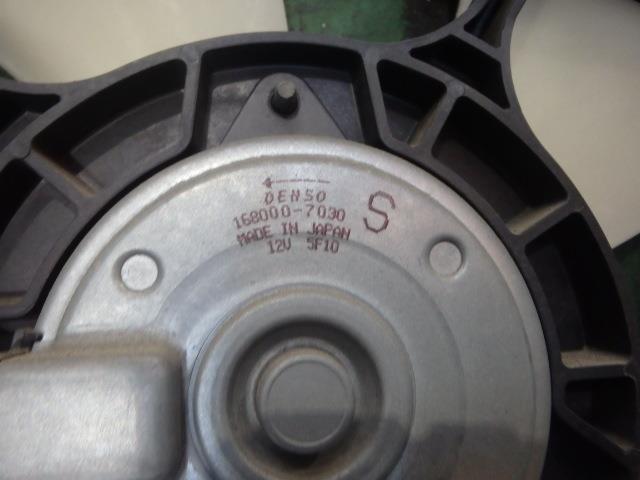 DENSO
168000-7030
S
MADE IN JAPAN
12V 5F10